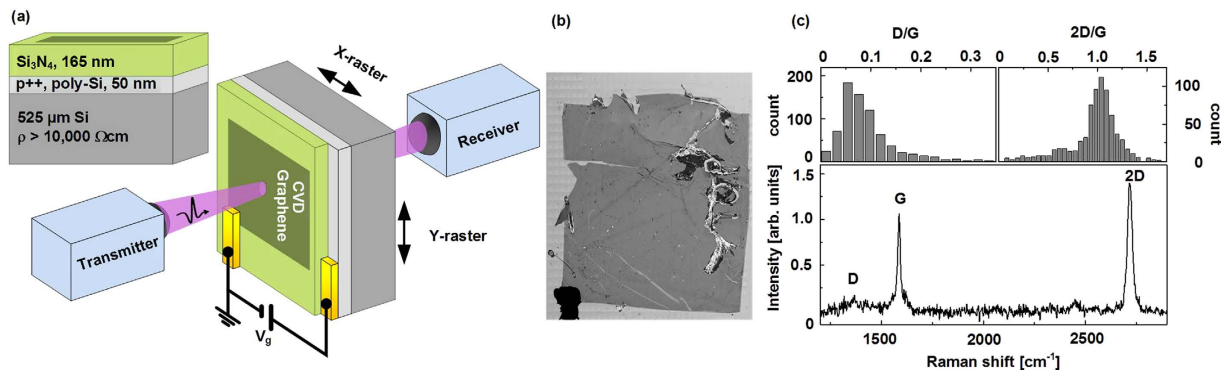 (a)
Si₃N₄, 165 nm
p++, poly-Si, 50 nm
525 µm Si
ρ > 10,000 Ωcm
X-raster
Receiver
CVD
Graphene
Transmitter
Y-raster
Vg
(b)
(c)
D/G
2D/G
0 0.1 0.2 0.3
0 0.5 1.0 1.5
200
100
0
count
100
50
0
count
1.5
1.0
0.5
0
Intensity [arb. units]
D
G
2D
1500 2000 2500
Raman shift [cm⁻¹]